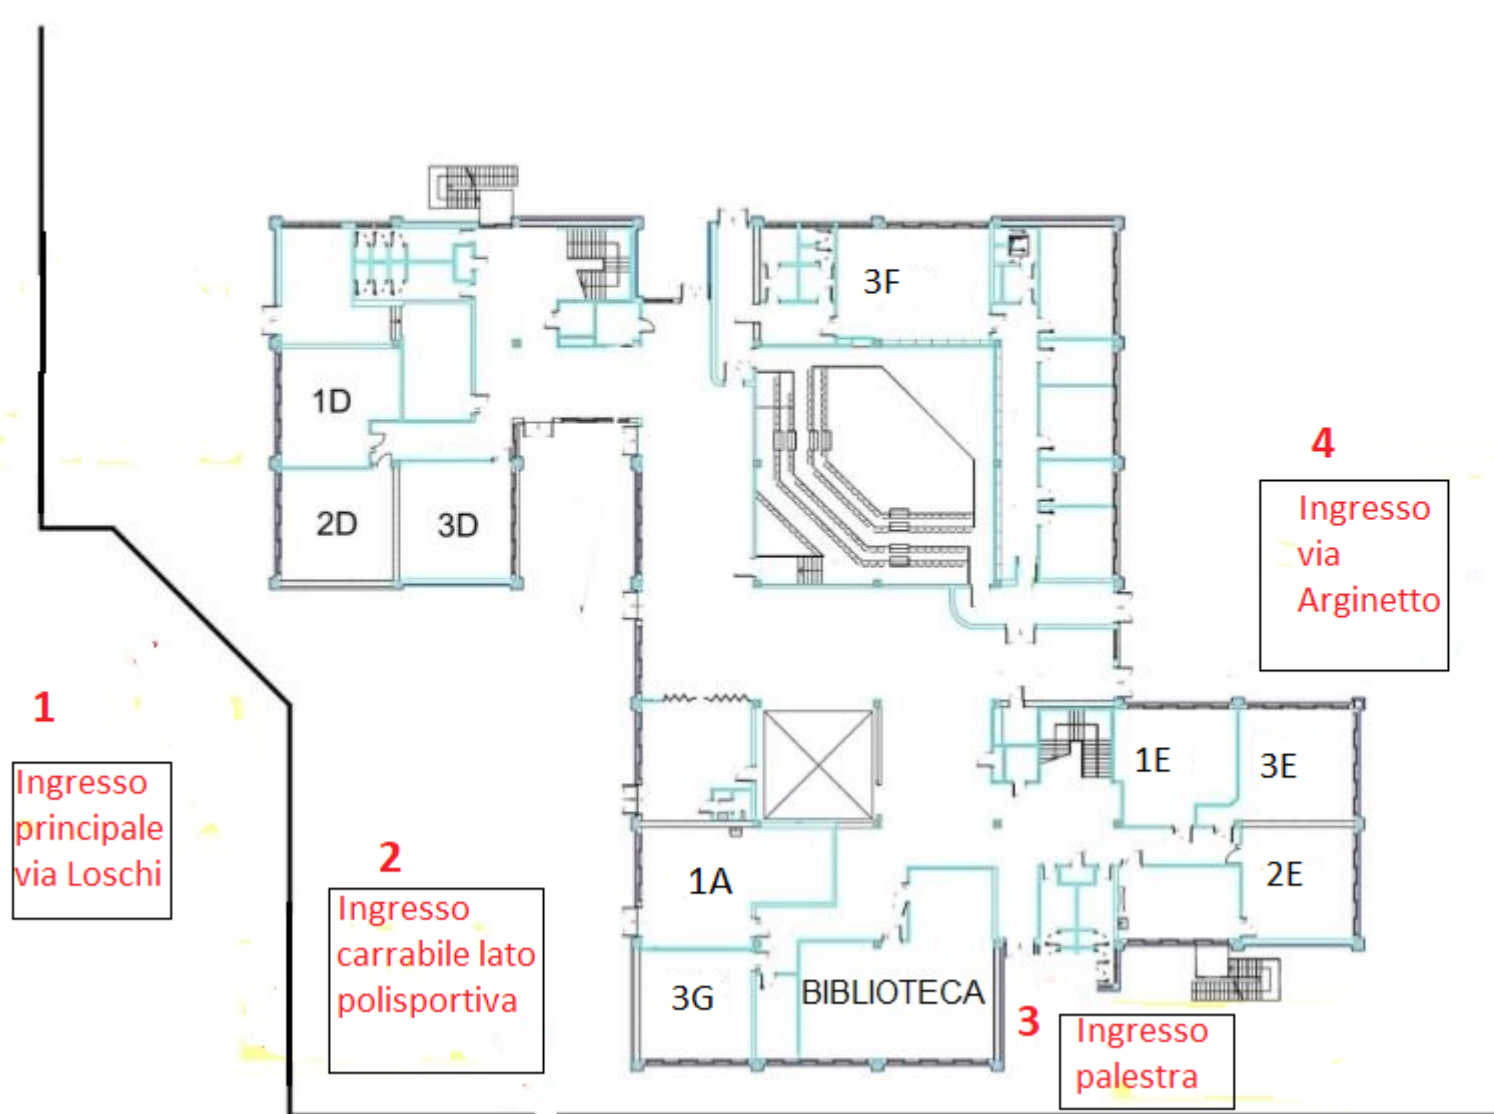 3F
1D
2D
3D
4
Ingresso
via
Arginetto
1
Ingresso
principale
via Loschi
1E
3E
2
Ingresso
carrabile lato
polisportiva
1A
2E
3G
BIBLIOTECA
3
Ingresso
palestra